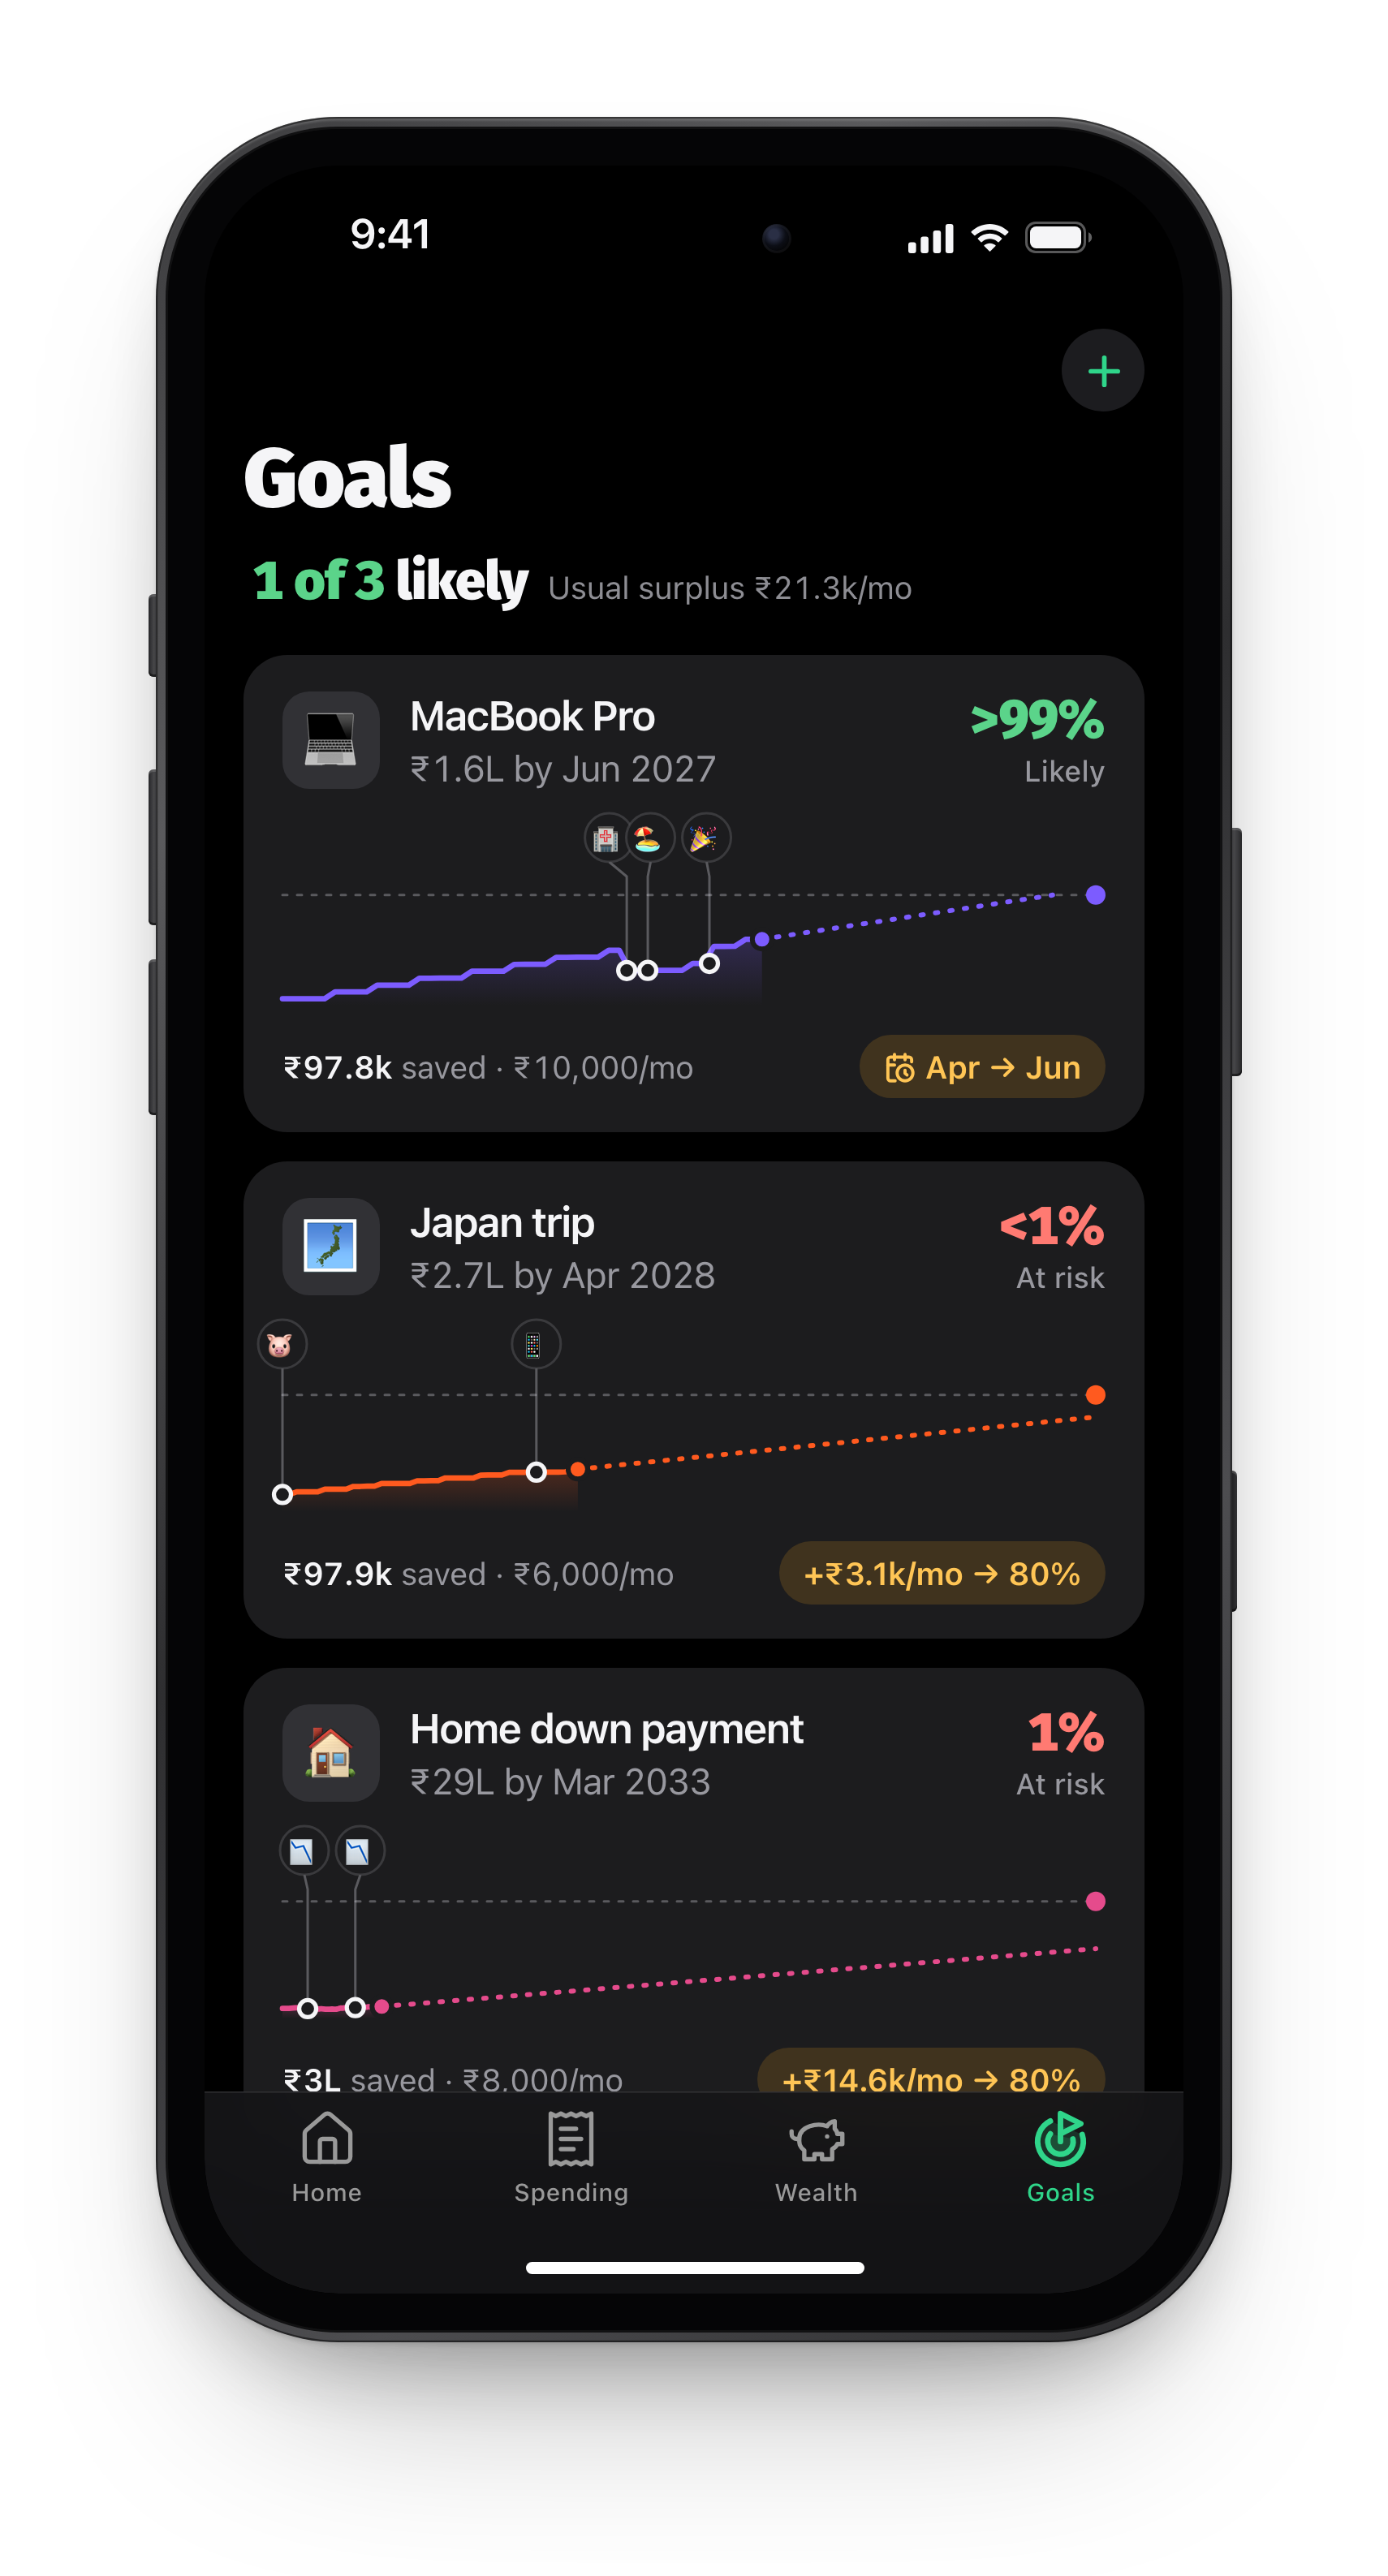 9:41
Goals
1 of 3 likely Usual surplus ₹21.3k/mo
MacBook Pro
>99%
₹1.6L by Jun 2027
Likely
₹97.8k saved · ₹10,000/mo
Apr → Jun
Japan trip
<1%
₹2.7L by Apr 2028
At risk
₹97.9k saved · ₹6,000/mo
+₹3.1k/mo → 80%
Home down payment
1%
₹29L by Mar 2033
At risk
₹3L saved · ₹8,000/mo
+₹14.6k/mo → 80%
Home
Spending
Wealth
Goals